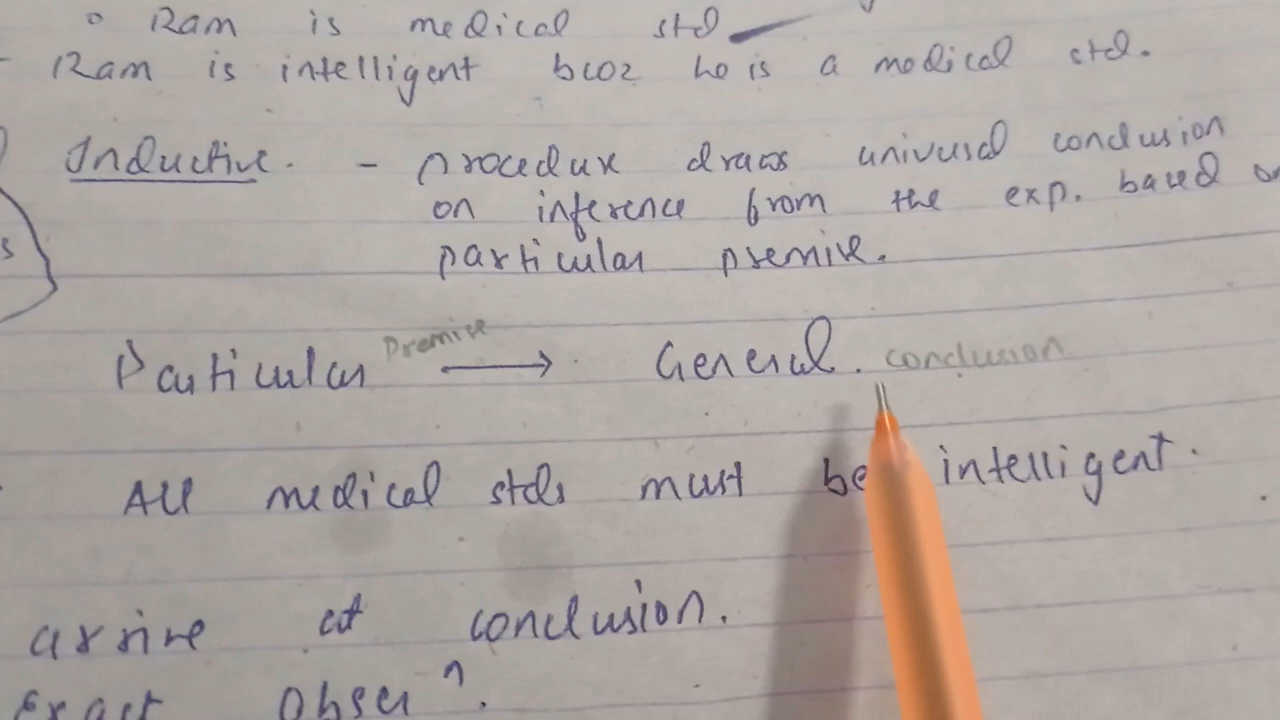 Ram is medical std
Ram is intelligent bcoz he is a medical std.
Inductive. - procedure draws universal conclusion
on inference from the exp. based on
particular premise.
Particular Premise → General. conclusion
All medical stds must be intelligent.
arrive at conclusion.
Exact Obserⁿ.